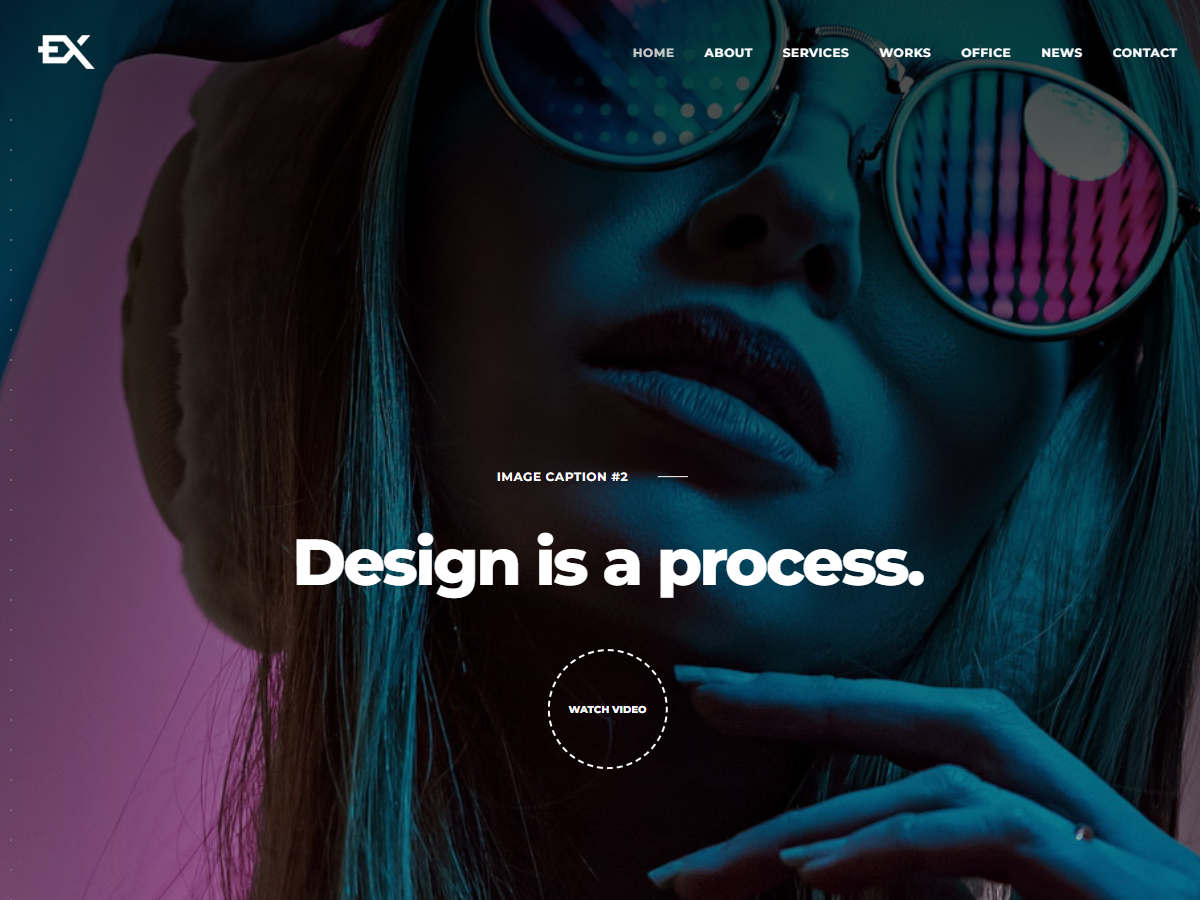 EX
HOME ABOUT SERVICES WORKS OFFICE NEWS CONTACT
IMAGE CAPTION #2
Design is a process.
WATCH VIDEO